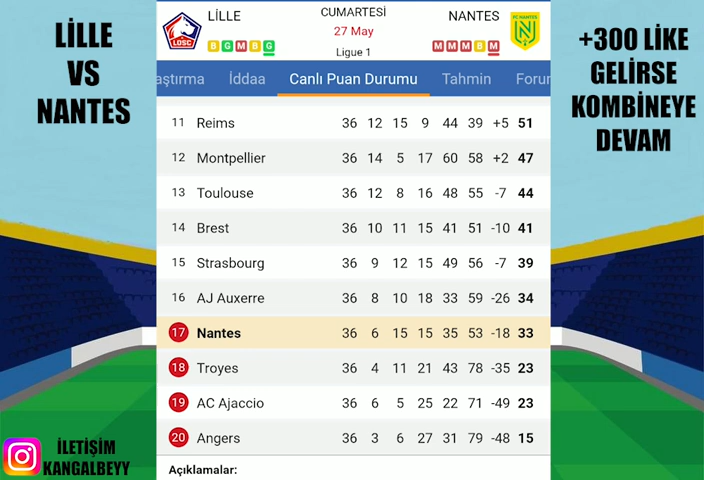 LİLLE
VS
NANTES
LİLLE
CUMARTESİ
NANTES
LOSC
B G M B G
27 May
M M M B M
FC NANTES
Ligue 1
aştırma İddaa Canlı Puan Durumu Tahmin Forum
11 Reims 36 12 15 9 44 39 +5 51
12 Montpellier 36 14 5 17 60 58 +2 47
13 Toulouse 36 12 8 16 48 55 -7 44
14 Brest 36 10 11 15 41 51 -10 41
15 Strasbourg 36 9 12 15 49 56 -7 39
16 AJ Auxerre 36 8 10 18 33 59 -26 34
17 Nantes 36 6 15 15 35 53 -18 33
18 Troyes 36 4 11 21 43 78 -35 23
19 AC Ajaccio 36 6 5 25 22 71 -49 23
20 Angers 36 3 6 27 31 79 -48 15
Açıklamalar:
+300 LİKE
GELİRSE
KOMBİNEYE
DEVAM
İLETİŞİM
KANGALBEYY